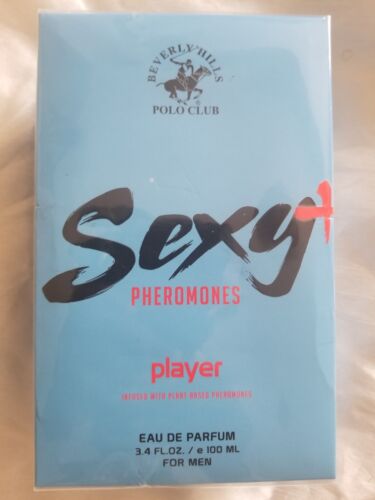 BEVERLY HILLS
®
POLO CLUB
Sexy+
PHEROMONES
player
INFUSED WITH PLANT BASED PHEROMONES
EAU DE PARFUM
3.4 FL.OZ. / e 100 ML
FOR MEN